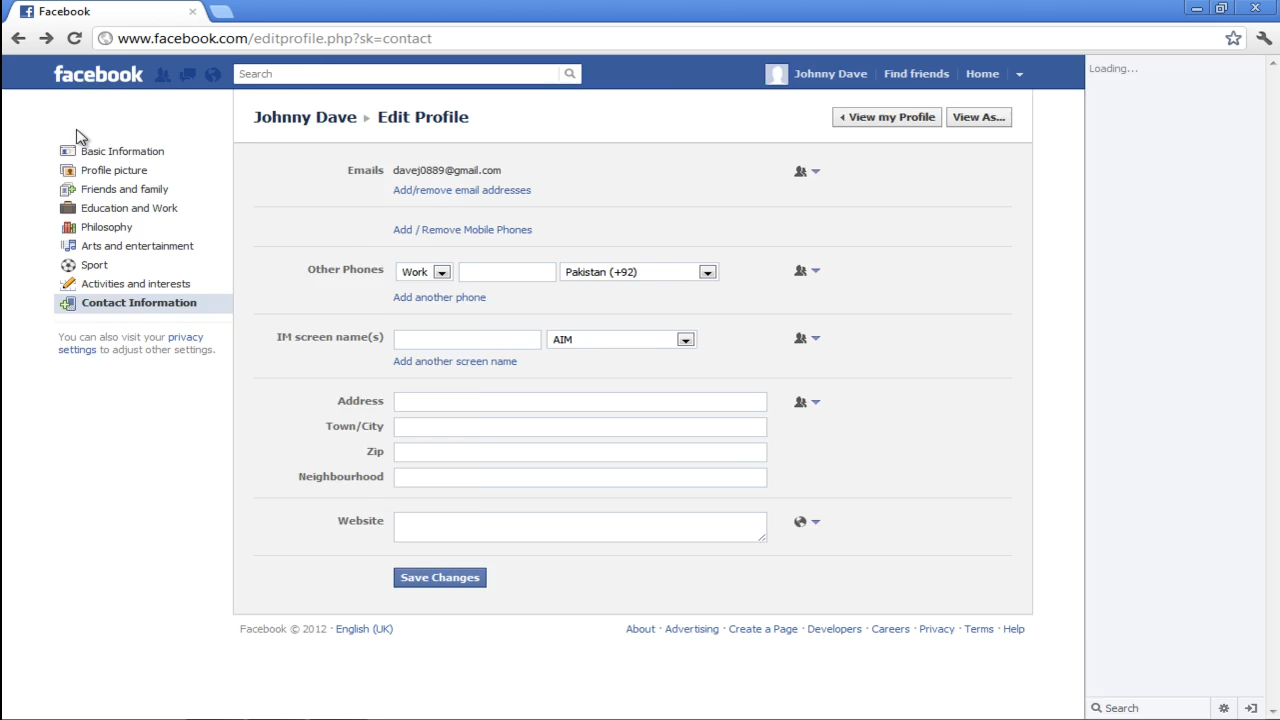 Facebook
www.facebook.com/editprofile.php?sk=contact
facebook
Search
Johnny Dave
Find friends
Home
Loading...
Johnny Dave
Edit Profile
View my Profile
View As...
Basic Information
Profile picture
Friends and family
Education and Work
Philosophy
Arts and entertainment
Sport
Activities and interests
Contact Information
You can also visit your privacy
settings to adjust other settings.
Emails davej0889@gmail.com
Add/remove email addresses
Add / Remove Mobile Phones
Other Phones Work Pakistan (+92)
Add another phone
IM screen name(s) AIM
Add another screen name
Address
Town/City
Zip
Neighbourhood
Website
Save Changes
Facebook © 2012 · English (UK)
About · Advertising · Create a Page · Developers · Careers · Privacy · Terms · Help
Search